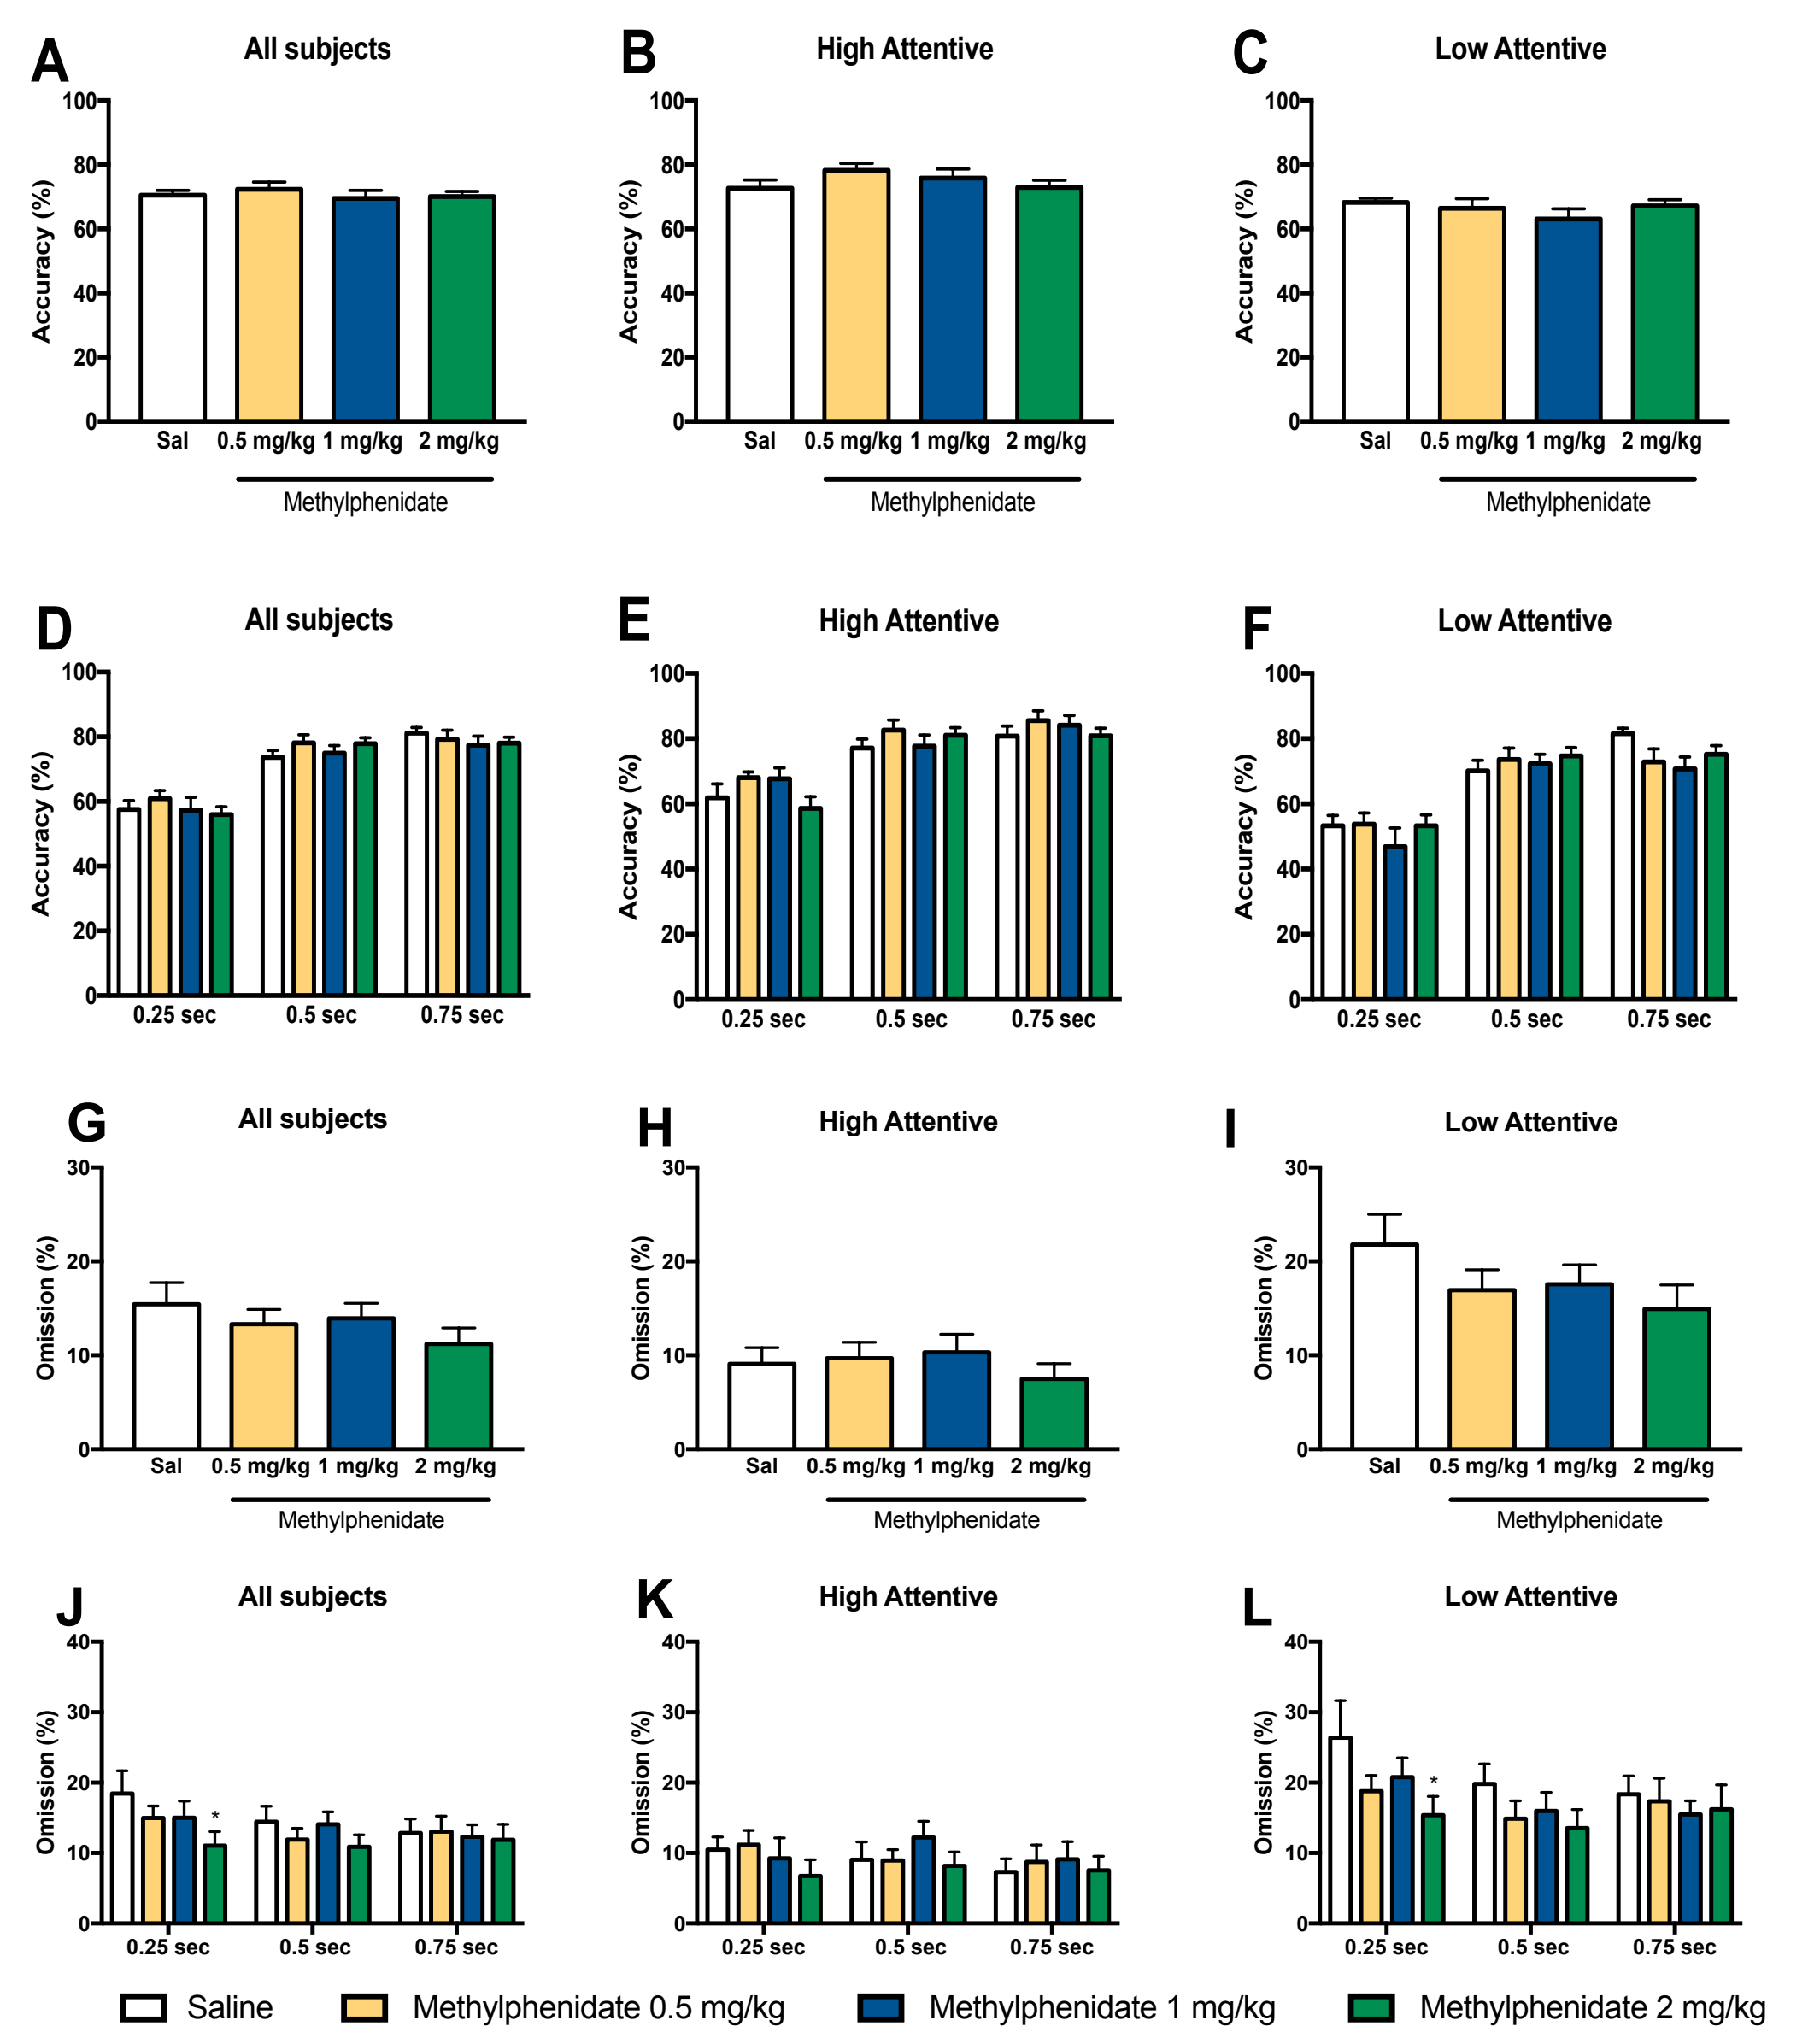 A All subjects
100
80
60
40
20
0
Accuracy (%)
Sal 0.5 mg/kg 1 mg/kg 2 mg/kg
Methylphenidate
B High Attentive
100
80
60
40
20
0
Accuracy (%)
Sal 0.5 mg/kg 1 mg/kg 2 mg/kg
Methylphenidate
C Low Attentive
100
80
60
40
20
0
Accuracy (%)
Sal 0.5 mg/kg 1 mg/kg 2 mg/kg
Methylphenidate
D All subjects
100
80
60
40
20
0
Accuracy (%)
0.25 sec 0.5 sec 0.75 sec
E High Attentive
100
80
60
40
20
0
Accuracy (%)
0.25 sec 0.5 sec 0.75 sec
F Low Attentive
100
80
60
40
20
0
Accuracy (%)
0.25 sec 0.5 sec 0.75 sec
G All subjects
30
20
10
0
Omission (%)
Sal 0.5 mg/kg 1 mg/kg 2 mg/kg
Methylphenidate
H High Attentive
30
20
10
0
Omission (%)
Sal 0.5 mg/kg 1 mg/kg 2 mg/kg
Methylphenidate
I Low Attentive
30
20
10
0
Omission (%)
Sal 0.5 mg/kg 1 mg/kg 2 mg/kg
Methylphenidate
J All subjects
40
30
20
10
0
Omission (%)
*
0.25 sec 0.5 sec 0.75 sec
K High Attentive
40
30
20
10
0
Omission (%)
0.25 sec 0.5 sec 0.75 sec
L Low Attentive
40
30
20
10
0
Omission (%)
*
0.25 sec 0.5 sec 0.75 sec
Saline Methylphenidate 0.5 mg/kg Methylphenidate 1 mg/kg Methylphenidate 2 mg/kg